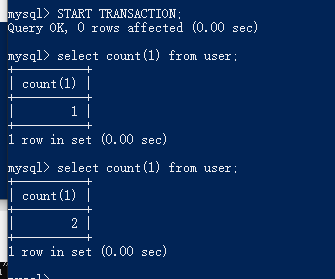 mysql> START TRANSACTION;
Query OK, 0 rows affected (0.00 sec)
mysql> select count(1) from user;
+----------+
| count(1) |
+----------+
|        1 |
+----------+
1 row in set (0.00 sec)
mysql> select count(1) from user;
+----------+
| count(1) |
+----------+
|        2 |
+----------+
1 row in set (0.00 sec)
mysql>